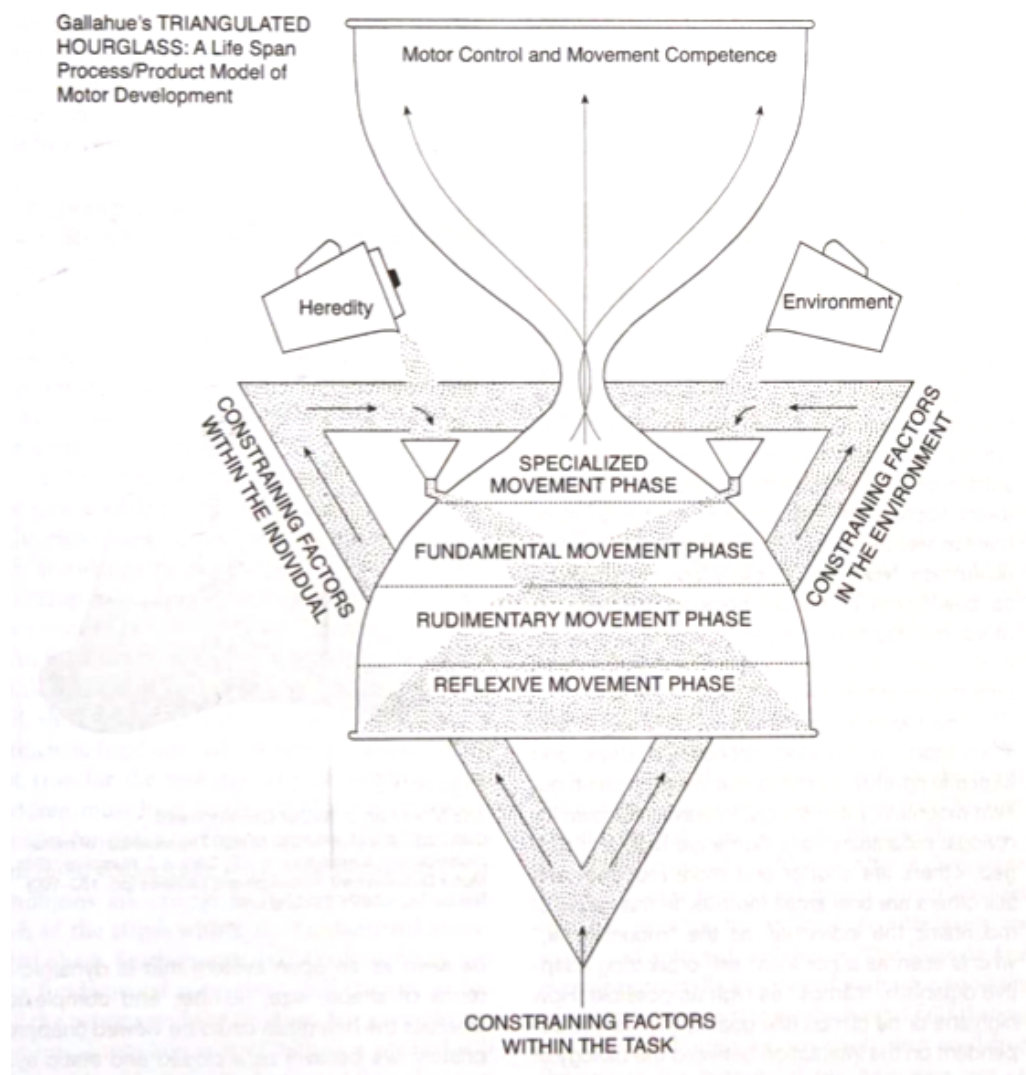 Gallahue's TRIANGULATED
HOURGLASS: A Life Span
Process/Product Model of
Motor Development
Motor Control and Movement Competence
Heredity
Environment
CONSTRAINING FACTORS
WITHIN THE INDIVIDUAL
CONSTRAINING FACTORS
IN THE ENVIRONMENT
SPECIALIZED
MOVEMENT PHASE
FUNDAMENTAL MOVEMENT PHASE
RUDIMENTARY MOVEMENT PHASE
REFLEXIVE MOVEMENT PHASE
CONSTRAINING FACTORS
WITHIN THE TASK